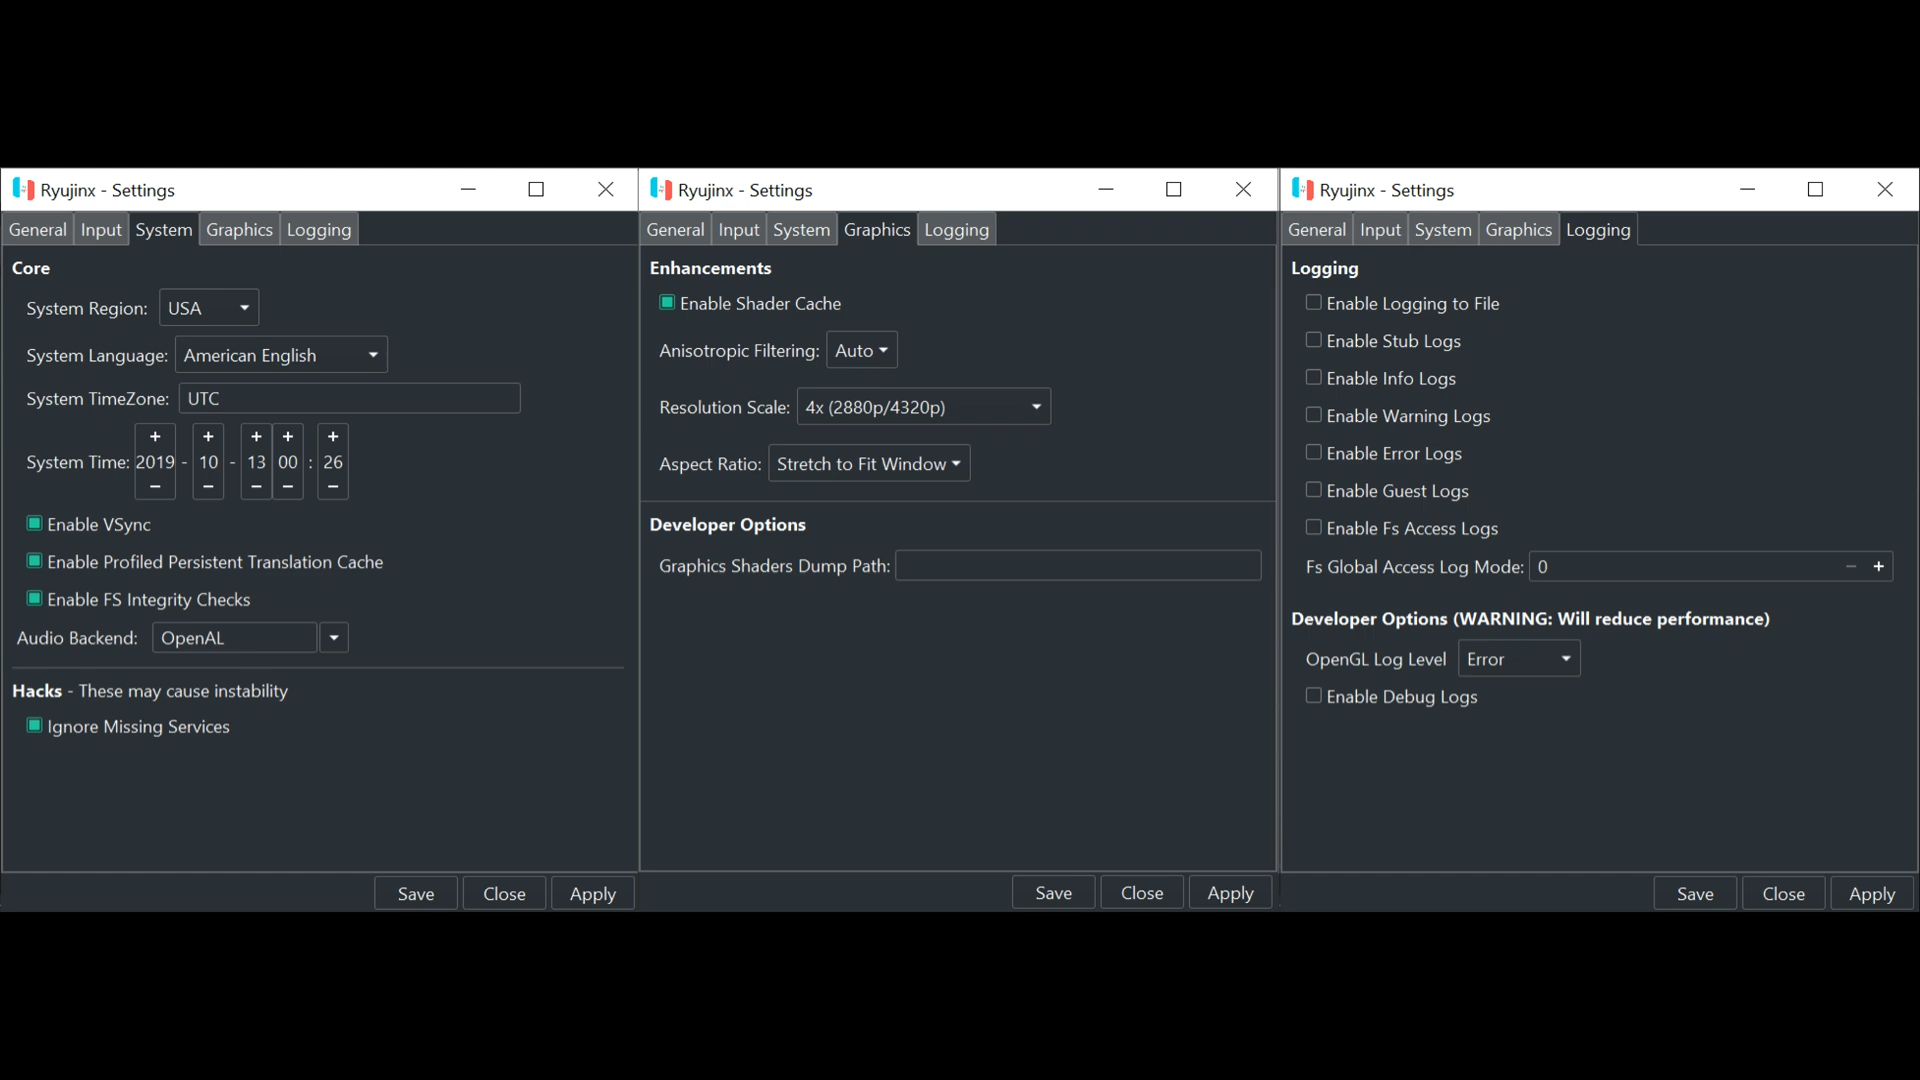 Ryujinx - Settings
General Input System Graphics Logging
Core
System Region: USA
System Language: American English
System TimeZone: UTC
+ + + + +
System Time: 2019 - 10 - 13 00 : 26
− − − − −
Enable VSync
Enable Profiled Persistent Translation Cache
Enable FS Integrity Checks
Audio Backend: OpenAL
Hacks - These may cause instability
Ignore Missing Services
Save Close Apply
Ryujinx - Settings
General Input System Graphics Logging
Enhancements
Enable Shader Cache
Anisotropic Filtering: Auto
Resolution Scale: 4x (2880p/4320p)
Aspect Ratio: Stretch to Fit Window
Developer Options
Graphics Shaders Dump Path:
Save Close Apply
Ryujinx - Settings
General Input System Graphics Logging
Logging
Enable Logging to File
Enable Stub Logs
Enable Info Logs
Enable Warning Logs
Enable Error Logs
Enable Guest Logs
Enable Fs Access Logs
Fs Global Access Log Mode: 0 − +
Developer Options (WARNING: Will reduce performance)
OpenGL Log Level Error
Enable Debug Logs
Save Close Apply